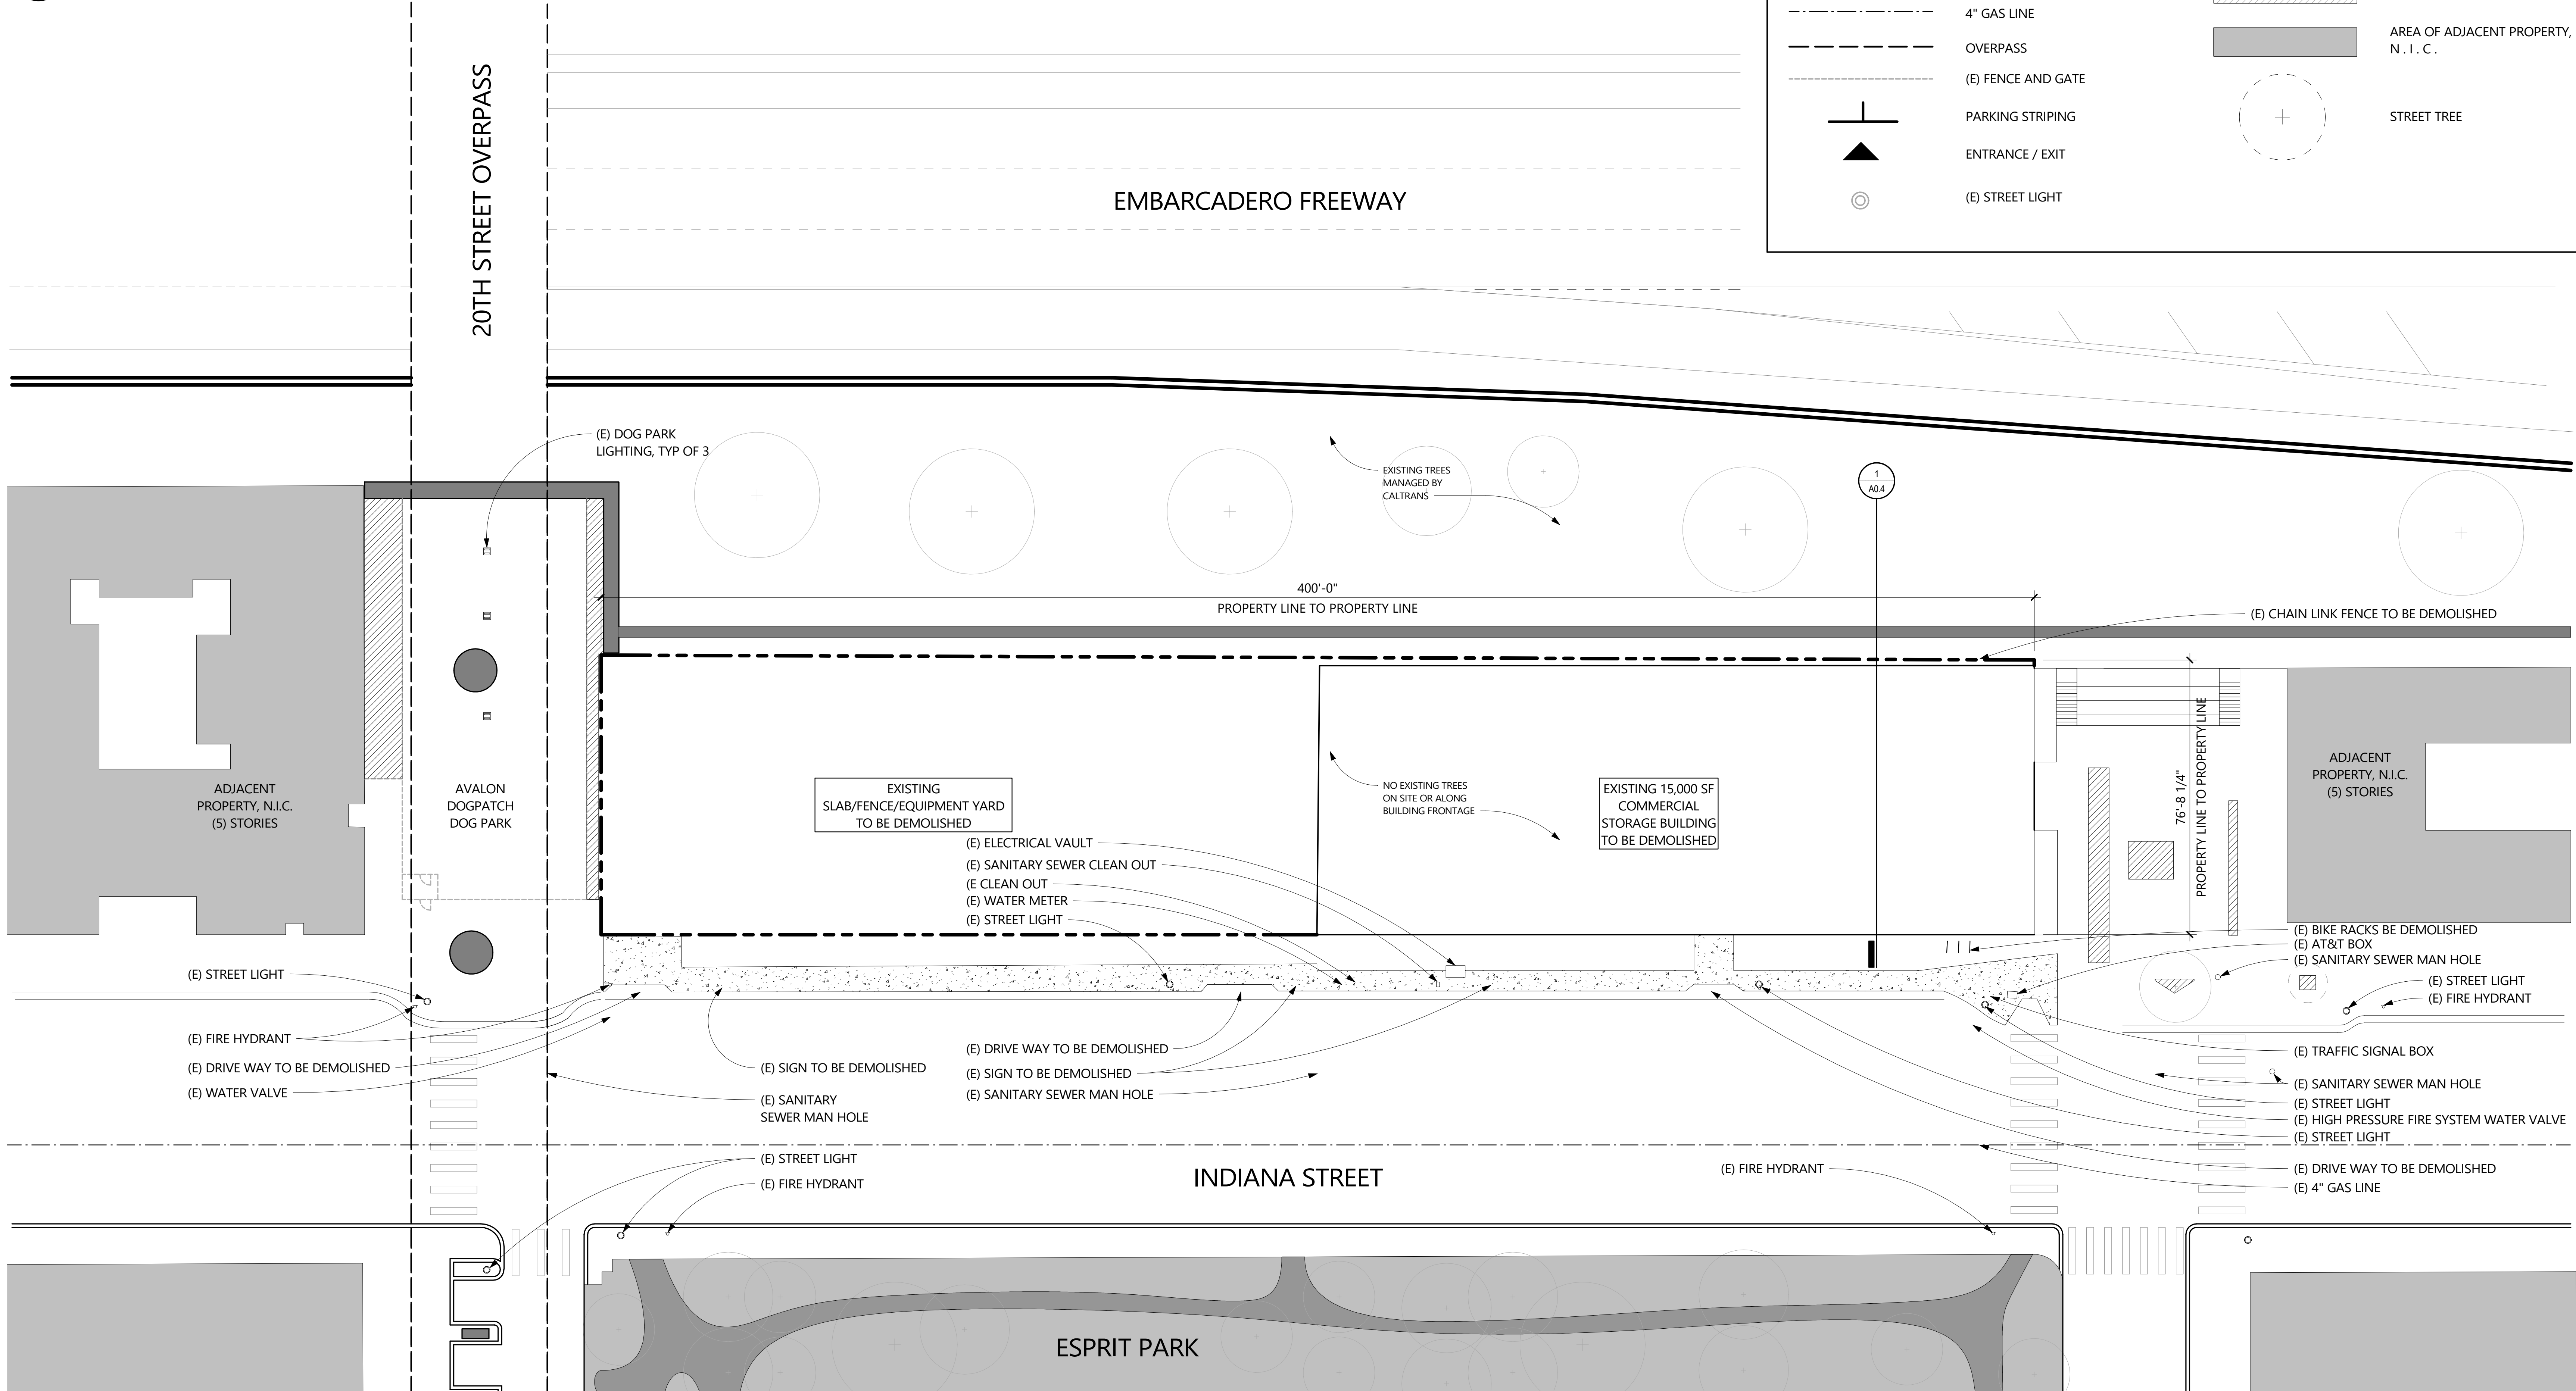 4" GAS LINE
OVERPASS
(E) FENCE AND GATE
PARKING STRIPING
ENTRANCE / EXIT
(E) STREET LIGHT
AREA OF ADJACENT PROPERTY,
N . I . C .
STREET TREE
20TH STREET OVERPASS
EMBARCADERO FREEWAY
(E) DOG PARK
LIGHTING, TYP OF 3
EXISTING TREES
MANAGED BY
CALTRANS
1
A0.4
400'-0"
PROPERTY LINE TO PROPERTY LINE
(E) CHAIN LINK FENCE TO BE DEMOLISHED
ADJACENT
PROPERTY, N.I.C.
(5) STORIES
AVALON
DOGPATCH
DOG PARK
EXISTING
SLAB/FENCE/EQUIPMENT YARD
TO BE DEMOLISHED
NO EXISTING TREES
ON SITE OR ALONG
BUILDING FRONTAGE
EXISTING 15,000 SF
COMMERCIAL
STORAGE BUILDING
TO BE DEMOLISHED
76'-8 1/4"
PROPERTY LINE TO PROPERTY LINE
ADJACENT
PROPERTY, N.I.C.
(5) STORIES
(E) ELECTRICAL VAULT
(E) SANITARY SEWER CLEAN OUT
(E CLEAN OUT
(E) WATER METER
(E) STREET LIGHT
(E) STREET LIGHT
(E) FIRE HYDRANT
(E) DRIVE WAY TO BE DEMOLISHED
(E) WATER VALVE
(E) SIGN TO BE DEMOLISHED
(E) SANITARY
SEWER MAN HOLE
(E) DRIVE WAY TO BE DEMOLISHED
(E) SIGN TO BE DEMOLISHED
(E) SANITARY SEWER MAN HOLE
(E) BIKE RACKS BE DEMOLISHED
(E) AT&T BOX
(E) SANITARY SEWER MAN HOLE
(E) STREET LIGHT
(E) FIRE HYDRANT
(E) TRAFFIC SIGNAL BOX
(E) SANITARY SEWER MAN HOLE
(E) STREET LIGHT
(E) HIGH PRESSURE FIRE SYSTEM WATER VALVE
(E) STREET LIGHT
(E) DRIVE WAY TO BE DEMOLISHED
(E) 4" GAS LINE
(E) STREET LIGHT
(E) FIRE HYDRANT
INDIANA STREET
(E) FIRE HYDRANT
ESPRIT PARK